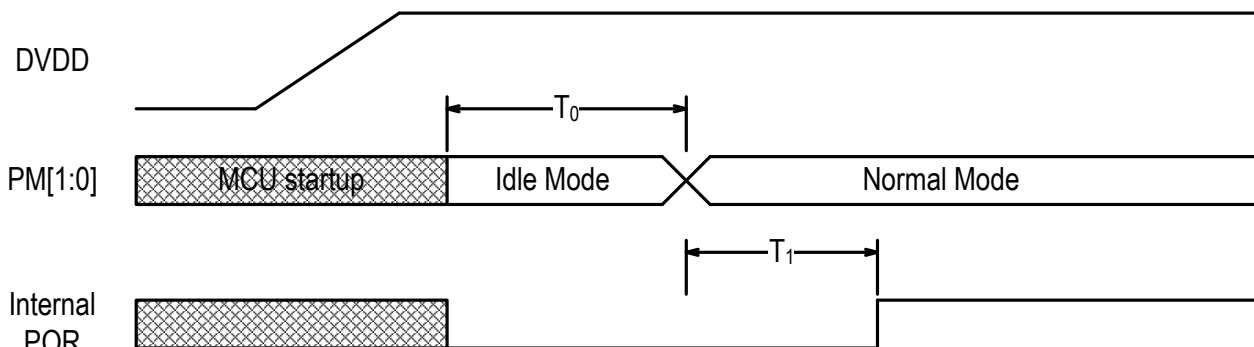 DVDD
T0
PM[1:0]
MCU startup
Idle Mode
Normal Mode
T1
Internal
POR